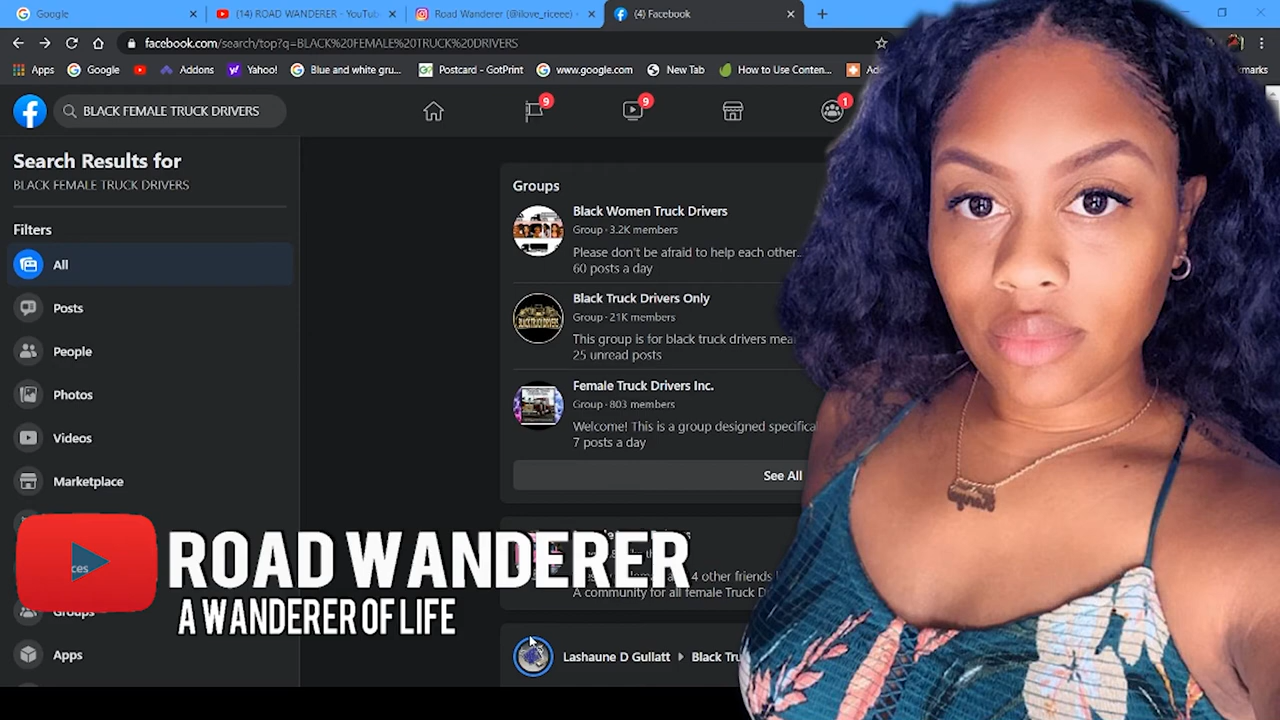 Google
(14) ROAD WANDERER - YouTub
Road Wanderer (@ilove_riceee) •
(4) Facebook
facebook.com/search/top?q=BLACK%20FEMALE%20TRUCK%20DRIVERS
Apps
Google
Addons
Yahoo!
Blue and white gru...
Postcard - GotPrint
www.google.com
New Tab
How to Use Conten...
BLACK FEMALE TRUCK DRIVERS
9
9
1
Search Results for
BLACK FEMALE TRUCK DRIVERS
Filters
All
Posts
People
Photos
Videos
Marketplace
Groups
Apps
Groups
Black Women Truck Drivers
Group · 3.2K members
Please don't be afraid to help each other...
60 posts a day
Black Truck Drivers Only
Group · 21K members
This group is for black truck drivers
25 unread posts
Female Truck Drivers Inc.
Group · 803 members
Welcome! This is a group designed
7 posts a day
See All
4 other friends
A community for all female Truck
Lashaune D Gullatt ▸ Black
ROAD WANDERER
A WANDERER OF LIFE